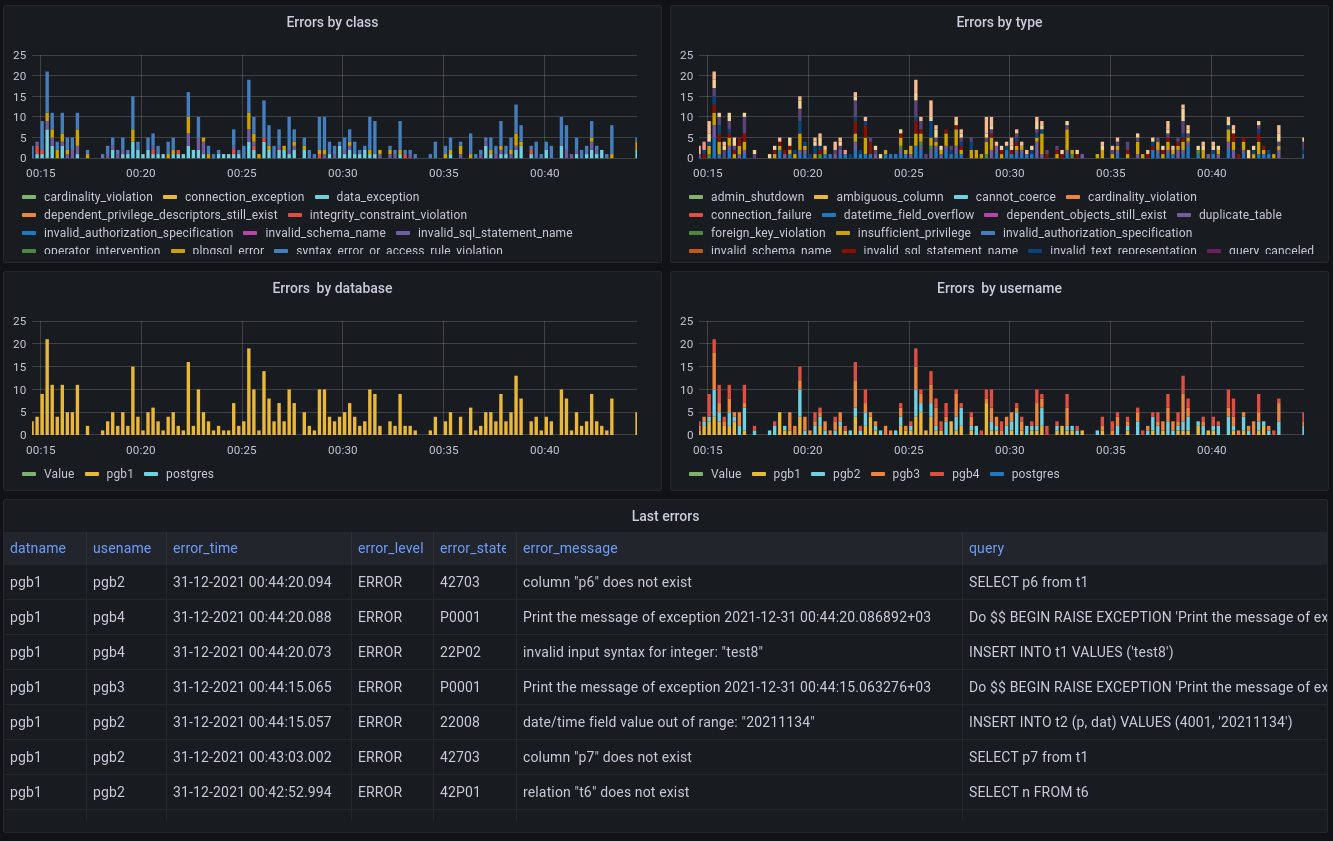 Errors by class
25
20
15
10
5
0
00:15 00:20 00:25 00:30 00:35 00:40
cardinality_violation connection_exception data_exception
dependent_privilege_descriptors_still_exist integrity_constraint_violation
invalid_authorization_specification invalid_schema_name invalid_sql_statement_name
operator_intervention plpgsql_error syntax_error_or_access_rule_violation
Errors by type
25
20
15
10
5
0
00:15 00:20 00:25 00:30 00:35 00:40
admin_shutdown ambiguous_column cannot_coerce cardinality_violation
connection_failure datetime_field_overflow dependent_objects_still_exist duplicate_table
foreign_key_violation insufficient_privilege invalid_authorization_specification
invalid_schema_name invalid_sql_statement_name invalid_text_representation query_canceled
Errors by database
25
20
15
10
5
0
00:15 00:20 00:25 00:30 00:35 00:40
Value pgb1 postgres
Errors by username
25
20
15
10
5
0
00:15 00:20 00:25 00:30 00:35 00:40
Value pgb1 pgb2 pgb3 pgb4 postgres
Last errors
datname usename error_time error_level error_state error_message query
pgb1 pgb2 31-12-2021 00:44:20.094 ERROR 42703 column "p6" does not exist SELECT p6 from t1
pgb1 pgb4 31-12-2021 00:44:20.088 ERROR P0001 Print the message of exception 2021-12-31 00:44:20.086892+03 Do $$ BEGIN RAISE EXCEPTION 'Print the message of ex
pgb1 pgb4 31-12-2021 00:44:20.073 ERROR 22P02 invalid input syntax for integer: "test8" INSERT INTO t1 VALUES ('test8')
pgb1 pgb3 31-12-2021 00:44:15.065 ERROR P0001 Print the message of exception 2021-12-31 00:44:15.063276+03 Do $$ BEGIN RAISE EXCEPTION 'Print the message of ex
pgb1 pgb2 31-12-2021 00:44:15.057 ERROR 22008 date/time field value out of range: "20211134" INSERT INTO t2 (p, dat) VALUES (4001, '20211134')
pgb1 pgb2 31-12-2021 00:43:03.002 ERROR 42703 column "p7" does not exist SELECT p7 from t1
pgb1 pgb2 31-12-2021 00:42:52.994 ERROR 42P01 relation "t6" does not exist SELECT n FROM t6